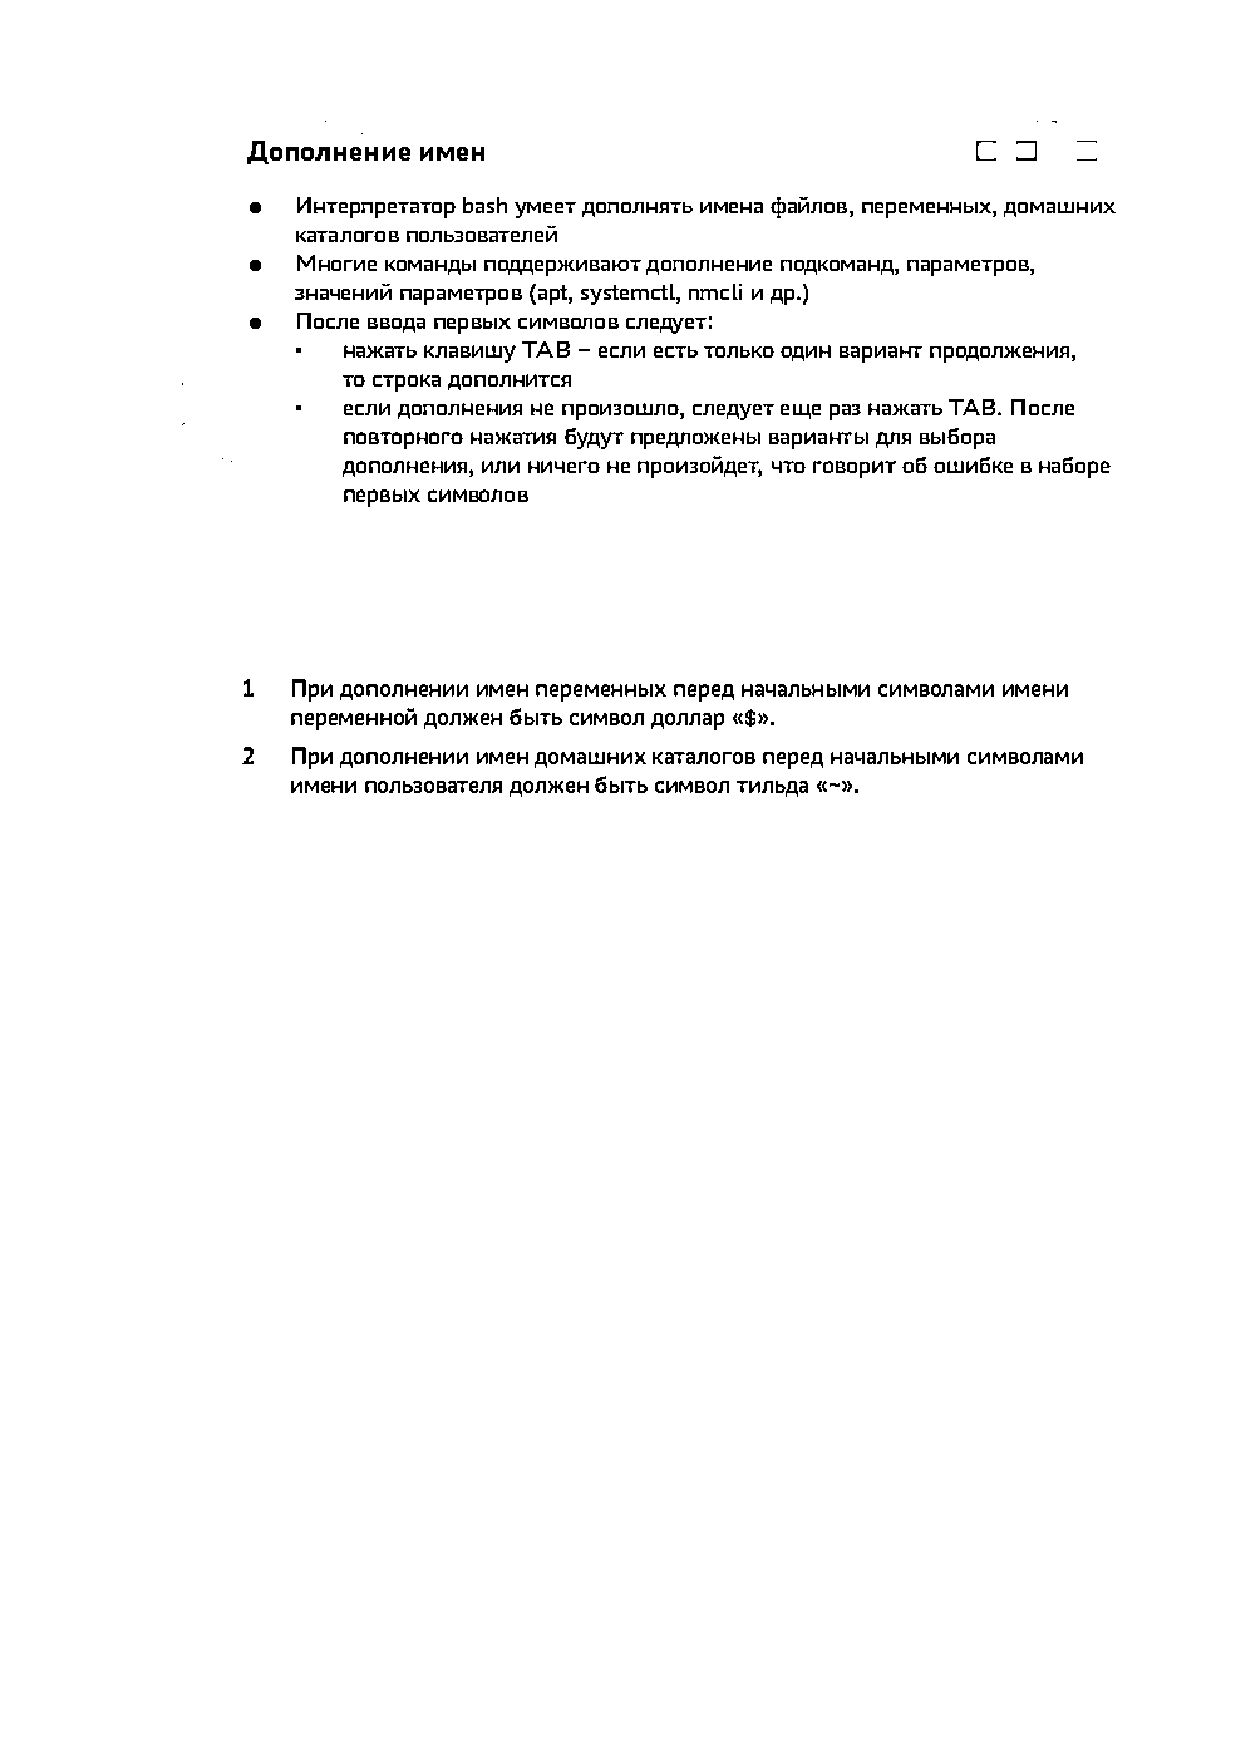 Дополнение имен
● Интерпретатор bash умеет дополнять имена файлов, переменных, домашних
каталогов пользователей
● Многие команды поддерживают дополнение подкоманд, параметров,
значений параметров (apt, systemctl, nmcli и др.)
● После ввода первых символов следует:
▪ нажать клавишу TAB – если есть только один вариант продолжения,
то строка дополнится
▪ если дополнения не произошло, следует еще раз нажать TAB. После
повторного нажатия будут предложены варианты для выбора
дополнения, или ничего не произойдет, что говорит об ошибке в наборе
первых символов
1 При дополнении имен переменных перед начальными символами имени
переменной должен быть символ доллар «$».
2 При дополнении имен домашних каталогов перед начальными символами
имени пользователя должен быть символ тильда «~».